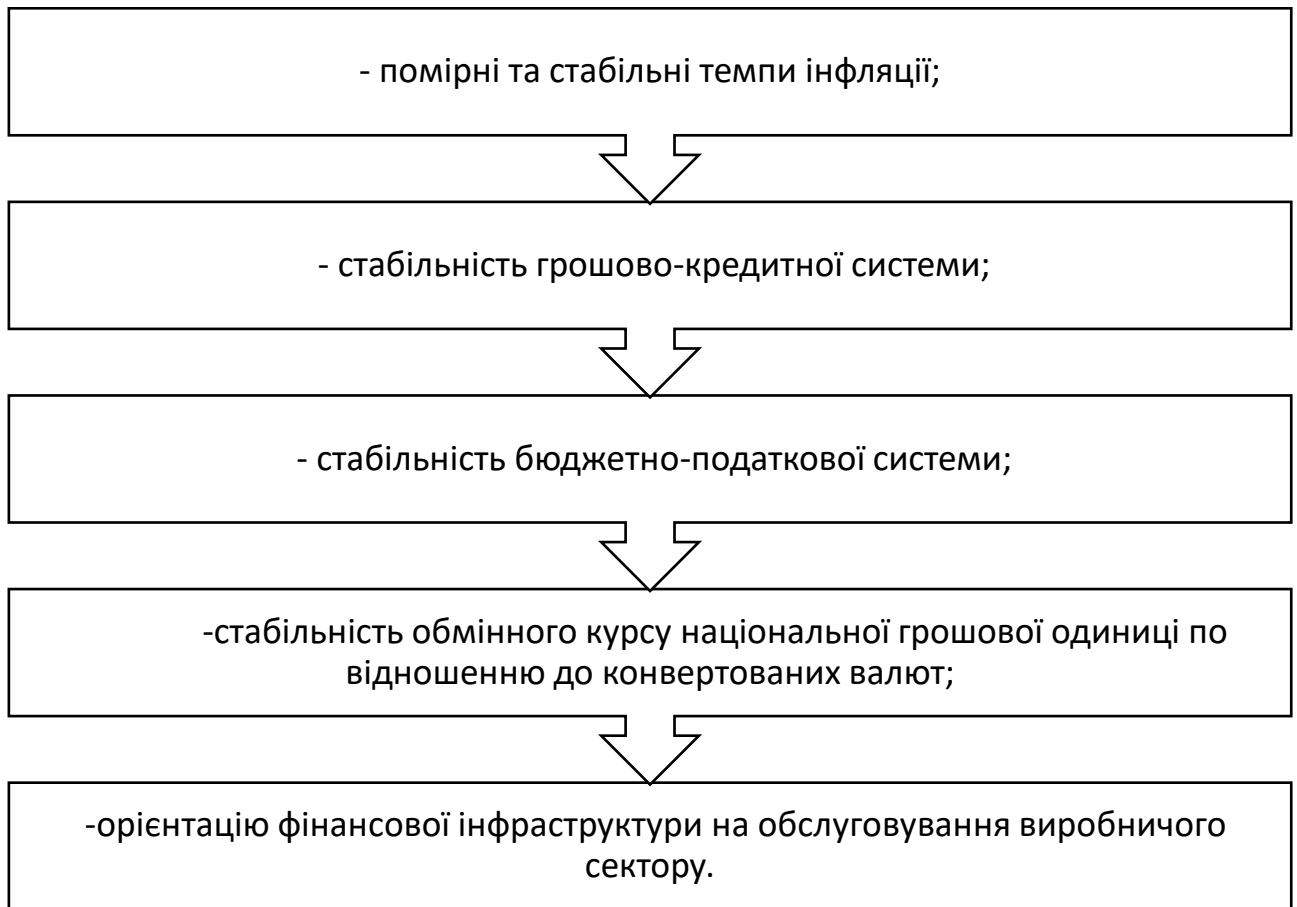 - помірні та стабільні темпи інфляції;
- стабільність грошово-кредитної системи;
- стабільність бюджетно-податкової системи;
-стабільність обмінного курсу національної грошової одиниці по
відношенню до конвертованих валют;
-орієнтацію фінансової інфраструктури на обслуговування виробничого
сектору.